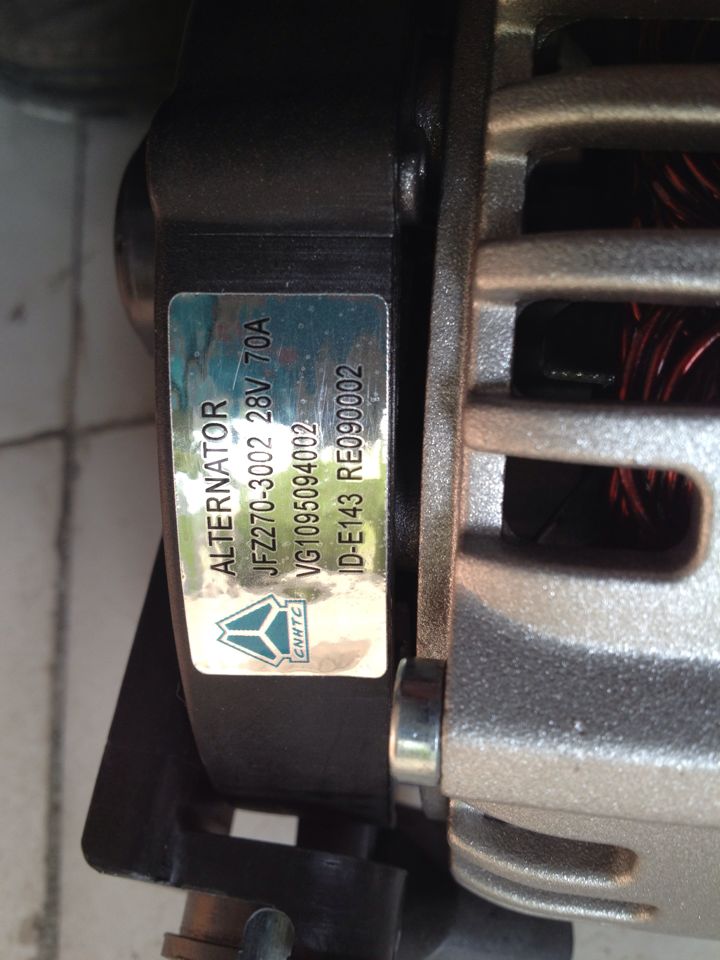 ALTERNATOR
JFZ270-3002 28V 70A
VG1095094002
ID-E143 RE090002
CNHTC